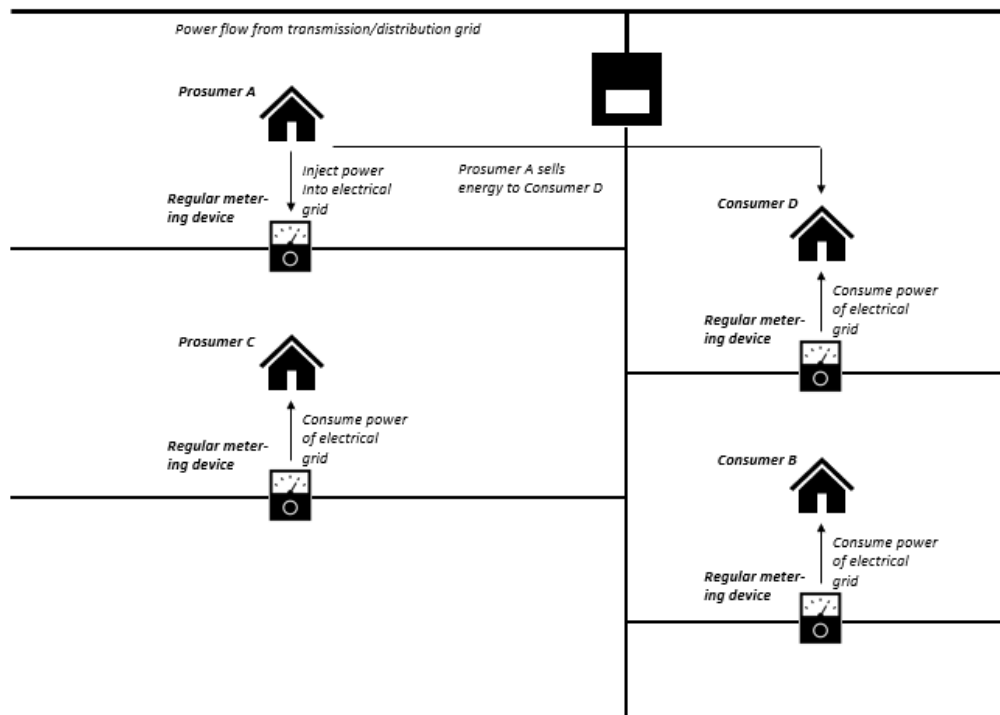 Power flow from transmission/distribution grid
Prosumer A
Inject power
Into electrical
grid
Prosumer A sells
energy to Consumer D
Regular meter-
ing device
Consumer D
Consume power
of electrical
grid
Regular meter-
ing device
Prosumer C
Consume power
of electrical
grid
Regular meter-
ing device
Consumer B
Consume power
of electrical
grid
Regular meter-
ing device